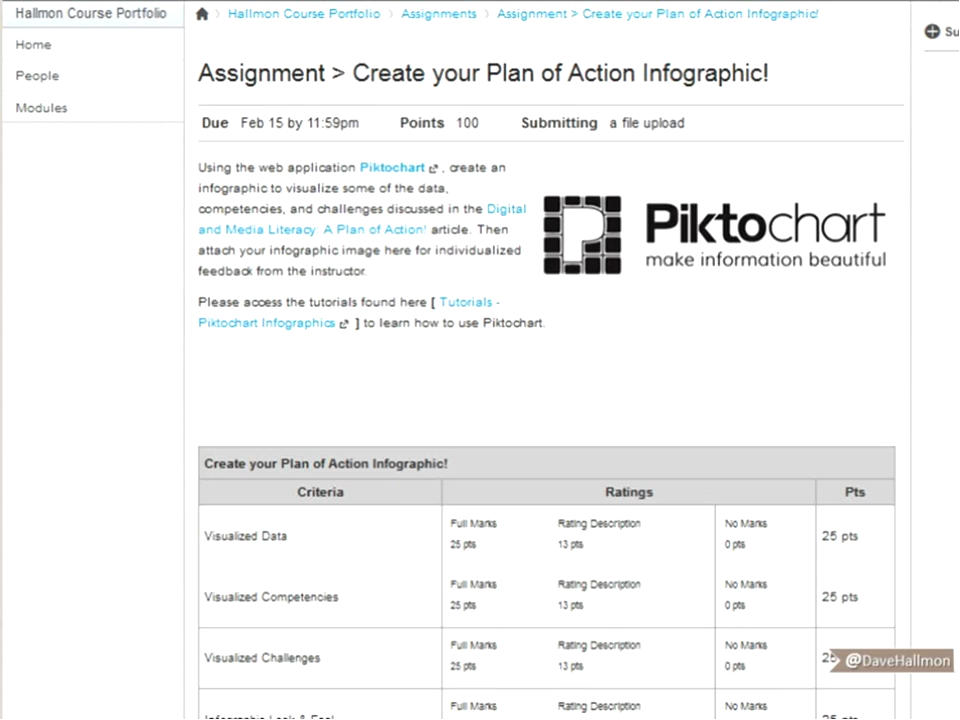 Hallmon Course Portfolio
Home
People
Modules
Hallmon Course Portfolio > Assignments > Assignment > Create your Plan of Action Infographic!
Assignment > Create your Plan of Action Infographic!
Due Feb 15 by 11:59pm Points 100 Submitting a file upload
Using the web application Piktochart, create an
infographic to visualize some of the data,
competencies, and challenges discussed in the Digital
and Media Literacy: A Plan of Action! article. Then
attach your infographic image here for individualized
feedback from the instructor.
Please access the tutorials found here [ Tutorials -
Piktochart Infographics ] to learn how to use Piktochart.
Piktochart
make information beautiful
Create your Plan of Action Infographic!
Criteria Ratings Pts
Visualized Data
Full Marks Rating Description No Marks
25 pts 13 pts 0 pts
25 pts
Visualized Competencies
Full Marks Rating Description No Marks
25 pts 13 pts 0 pts
25 pts
Visualized Challenges
Full Marks Rating Description No Marks
25 pts 13 pts 0 pts
@DaveHallmon
Full Marks Rating Description No Marks